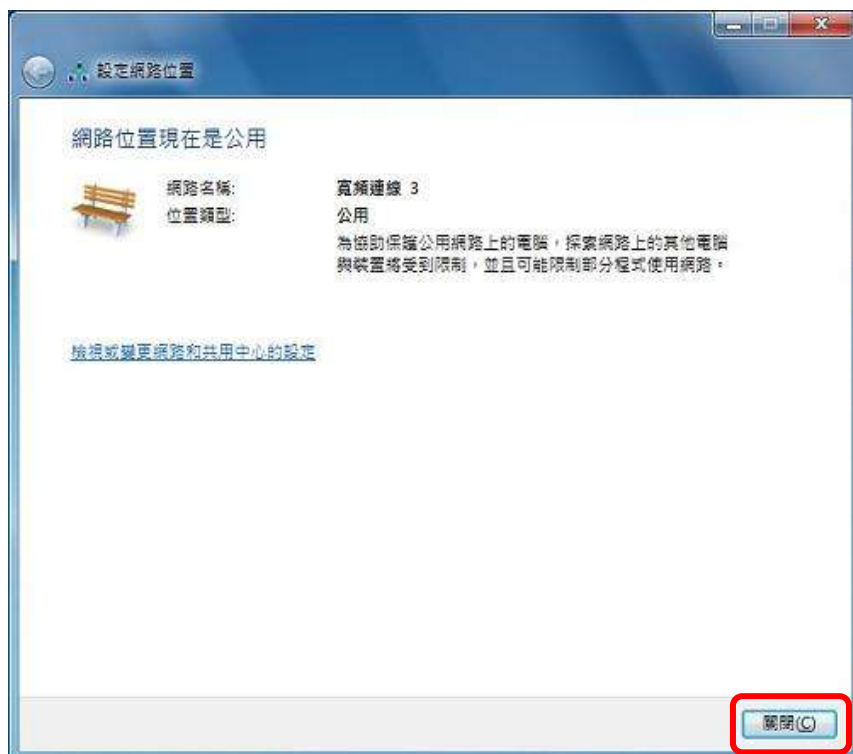 設定網路位置
網路位置現在是公用
網路名稱: 寬頻連線 3
位置類型: 公用
為協助保護公用網路上的電腦，探索網路上的其他電腦
與裝置將受到限制，並且可能限制部分程式使用網路。
檢視或變更網路和共用中心的設定
關閉(C)